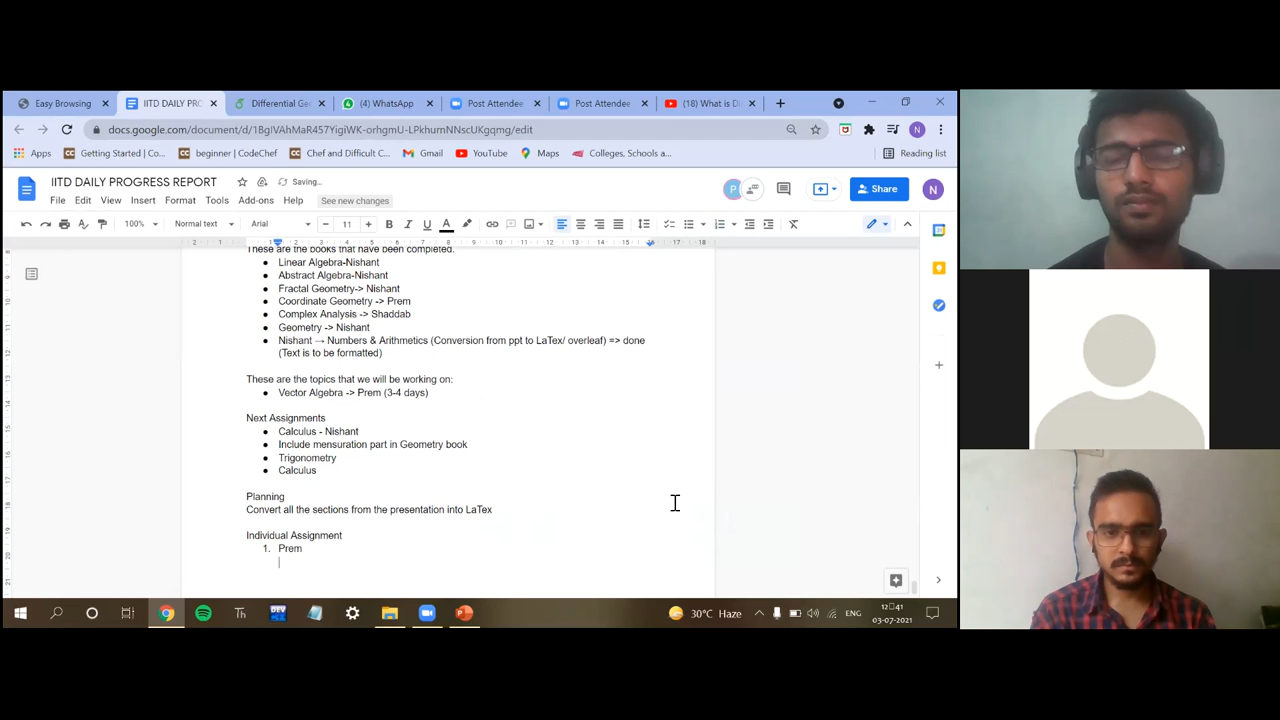 Easy Browsing
IITD DAILY PRO
Differential Ge
(4) WhatsApp
Post Attendee
Post Attendee
(18) What is D
docs.google.com/document/d/1BgIVAhMaR457YigiWK-orhgmU-LPkhumNNscUKgqmg/edit
Apps
Getting Started | Co...
beginner | CodeChef
Chef and Difficult C...
Gmail
YouTube
Maps
Colleges, Schools a...
Reading list
IITD DAILY PROGRESS REPORT
Saving...
File Edit View Insert Format Tools Add-ons Help
See new changes
Share
N
100% Normal text Arial 11
These are the books that have been completed.
Linear Algebra-Nishant
Abstract Algebra-Nishant
Fractal Geometry-> Nishant
Coordinate Geometry -> Prem
Complex Analysis -> Shaddab
Geometry -> Nishant
Nishant → Numbers & Arithmetics (Conversion from ppt to LaTex/ overleaf) => done
(Text is to be formatted)
These are the topics that we will be working on:
Vector Algebra -> Prem (3-4 days)
Next Assignments
Calculus - Nishant
Include mensuration part in Geometry book
Trigonometry
Calculus
Planning
Convert all the sections from the presentation into LaTex
Individual Assignment
1. Prem
30°C Haze
ENG
12:41
03-07-2021